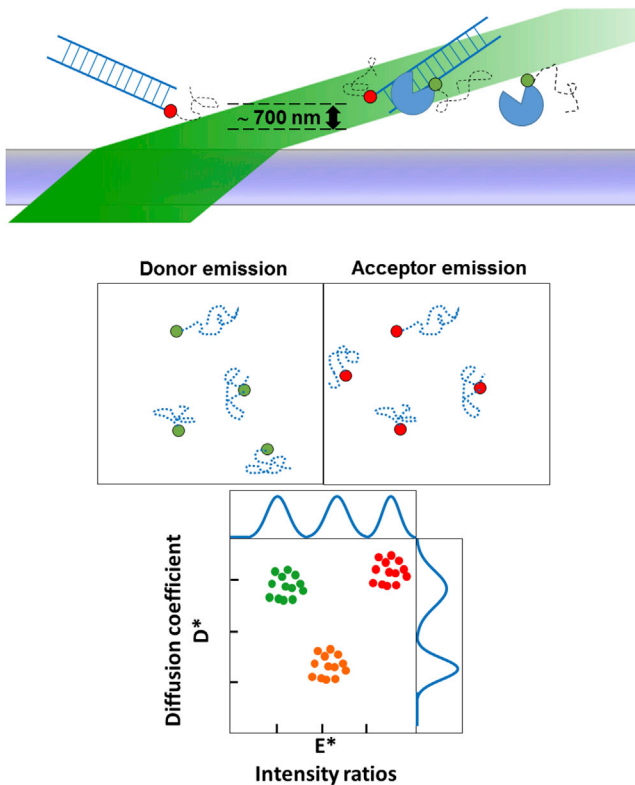 ~ 700 nm
Donor emission
Acceptor emission
Diffusion coefficient
D*
E*
Intensity ratios